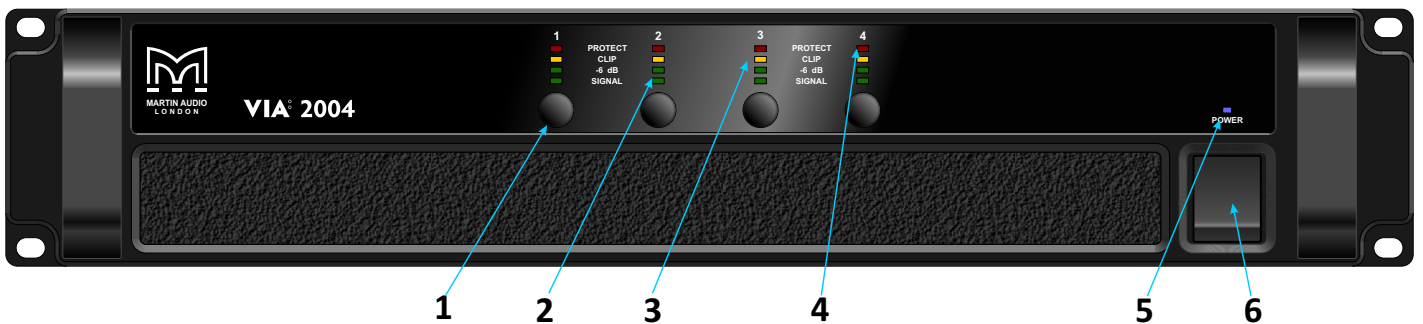 1 2 3 4
PROTECT PROTECT
CLIP CLIP
-6 dB -6 dB
SIGNAL SIGNAL
MARTIN AUDIO
LONDON
VIA 2004
POWER
1 2 3 4 5 6